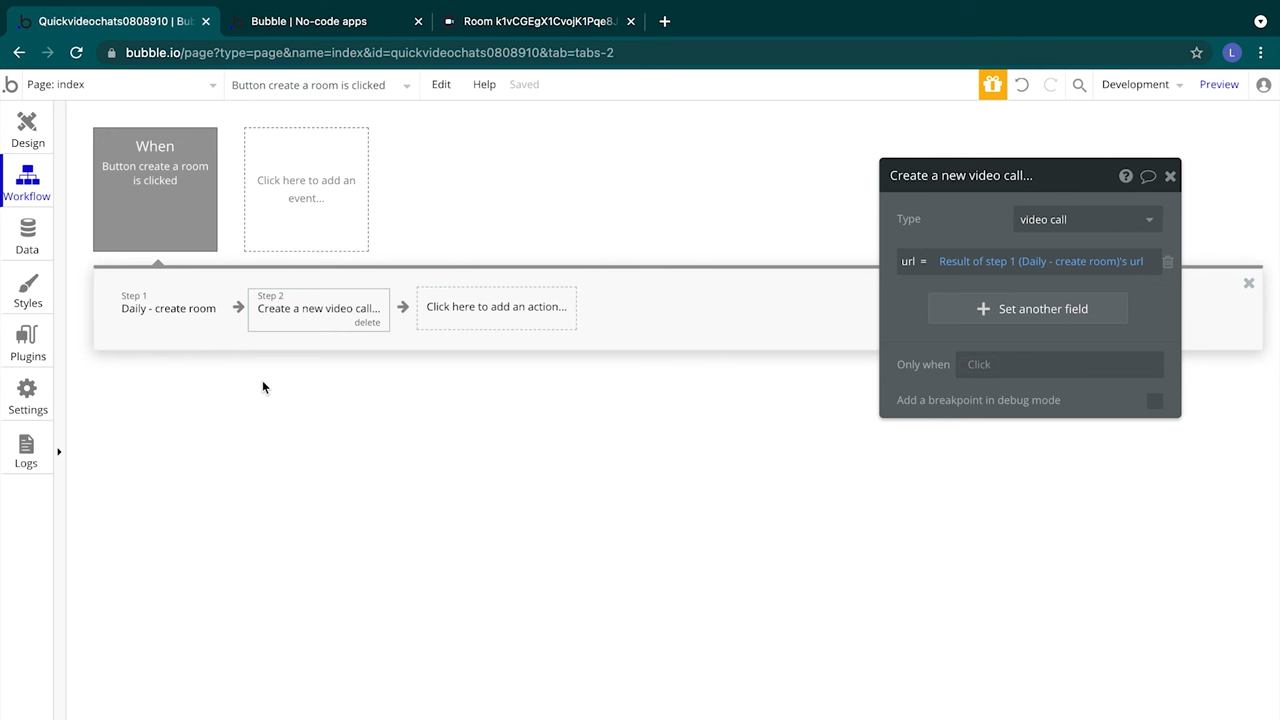 Quickvideochats0808910 | Bu
Bubble | No-code apps
Room k1vCGEgX1CvojK1Pqe8J
bubble.io/page?type=page&name=index&id=quickvideochats0808910&tab=tabs-2
L
Page: index
Button create a room is clicked
Edit
Help
Saved
Development
Preview
Design
Workflow
Data
Styles
Plugins
Settings
Logs
When
Button create a room
is clicked
Click here to add an
event...
Step 1
Daily - create room
Step 2
Create a new video call...
delete
Click here to add an action...
Create a new video call...
Type
video call
url =
Result of step 1 (Daily - create room)'s url
Set another field
Only when
Click
Add a breakpoint in debug mode